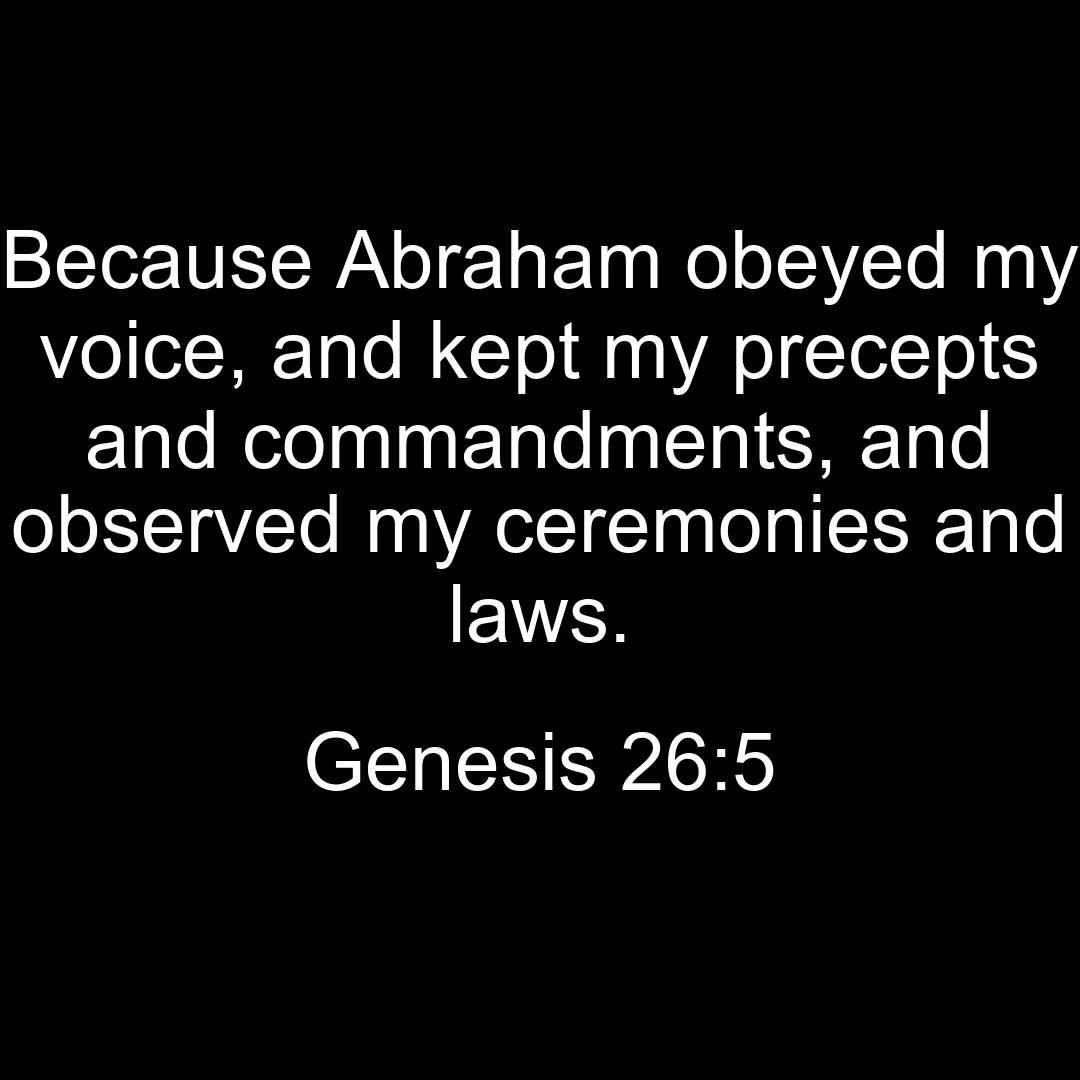 Because Abraham obeyed my
voice, and kept my precepts
and commandments, and
observed my ceremonies and
laws.
Genesis 26:5